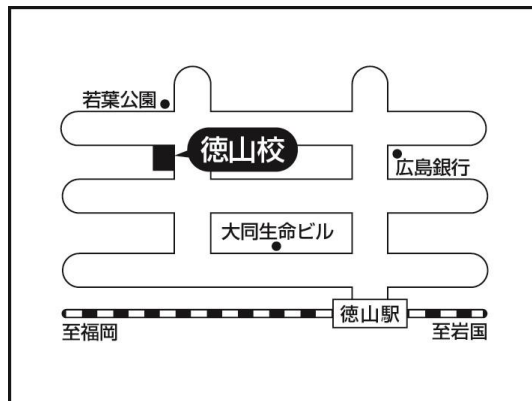 若葉公園
徳山校
広島銀行
大同生命ビル
徳山駅
至福岡
至岩国